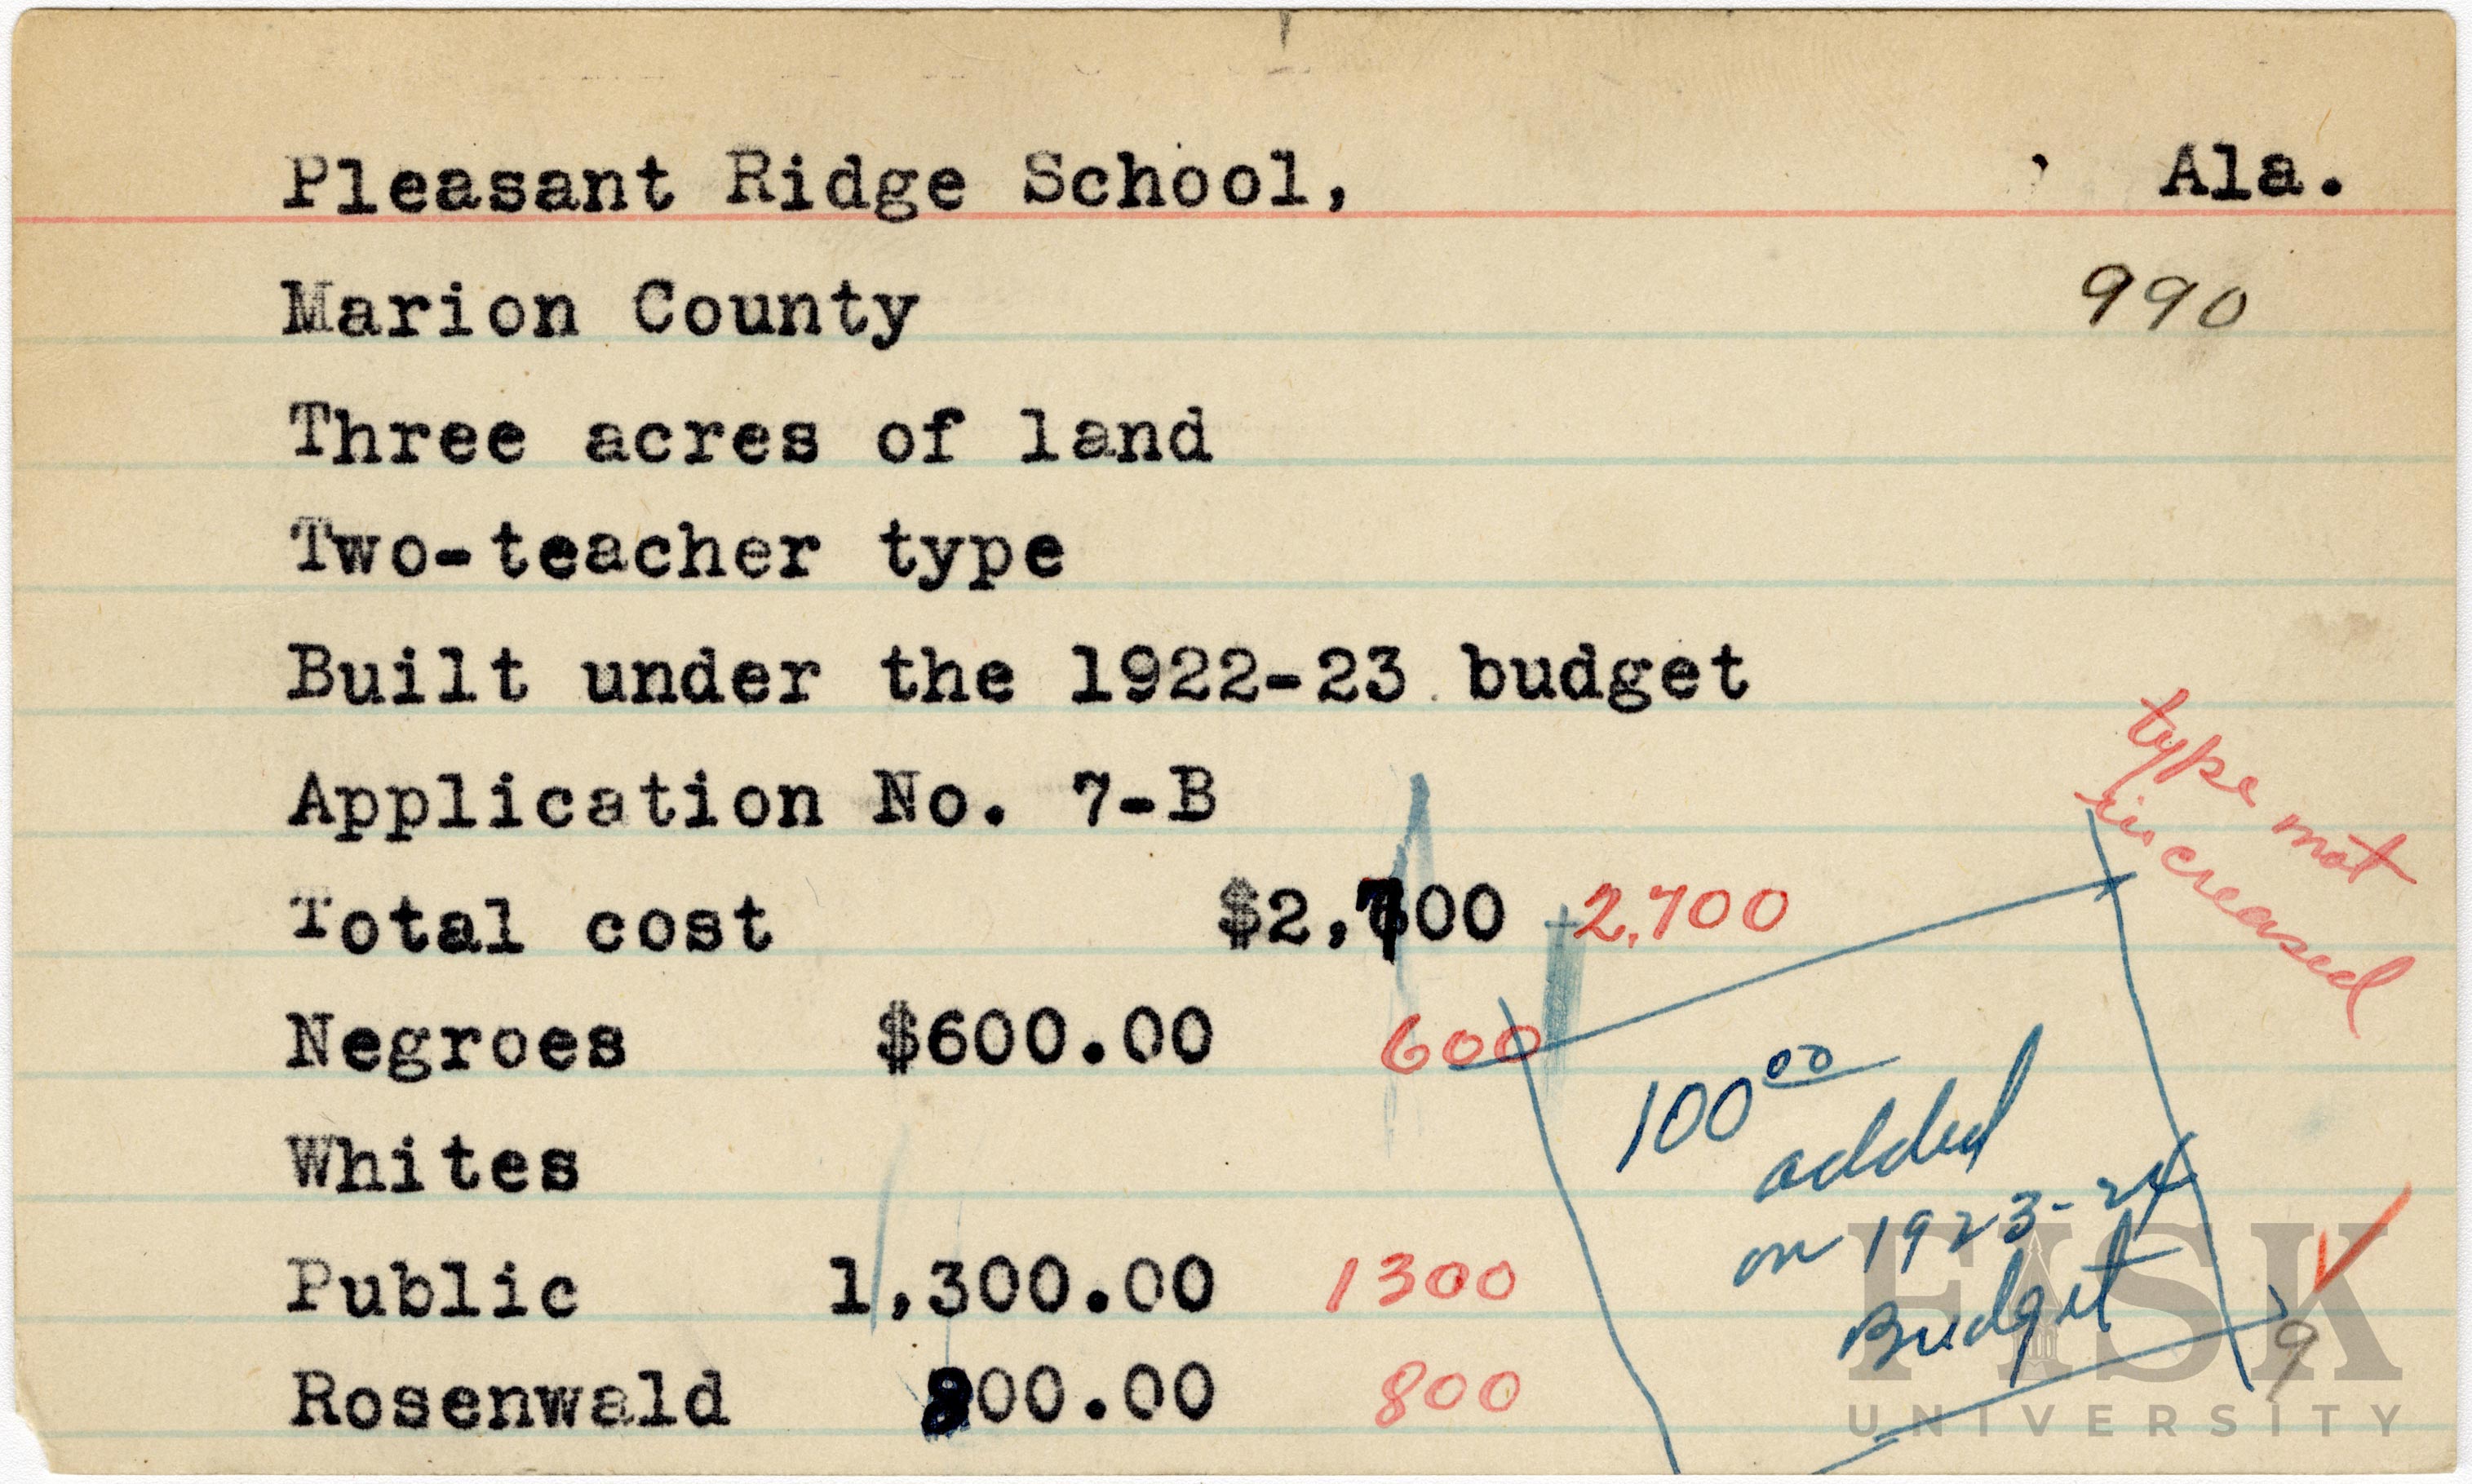 Pleasant Ridge School, Ala.
Marion County 990
Three acres of land
Two-teacher type
Built under the 1922-23 budget
type not
increased
Application No. 7-B
Total cost $2,700 2,700
Negroes $600.00 600
100 00
added
on 1923-24
Budget
Whites
Public 1,300.00 1300
9
Rosenwald 800.00 800
FISK
UNIVERSITY